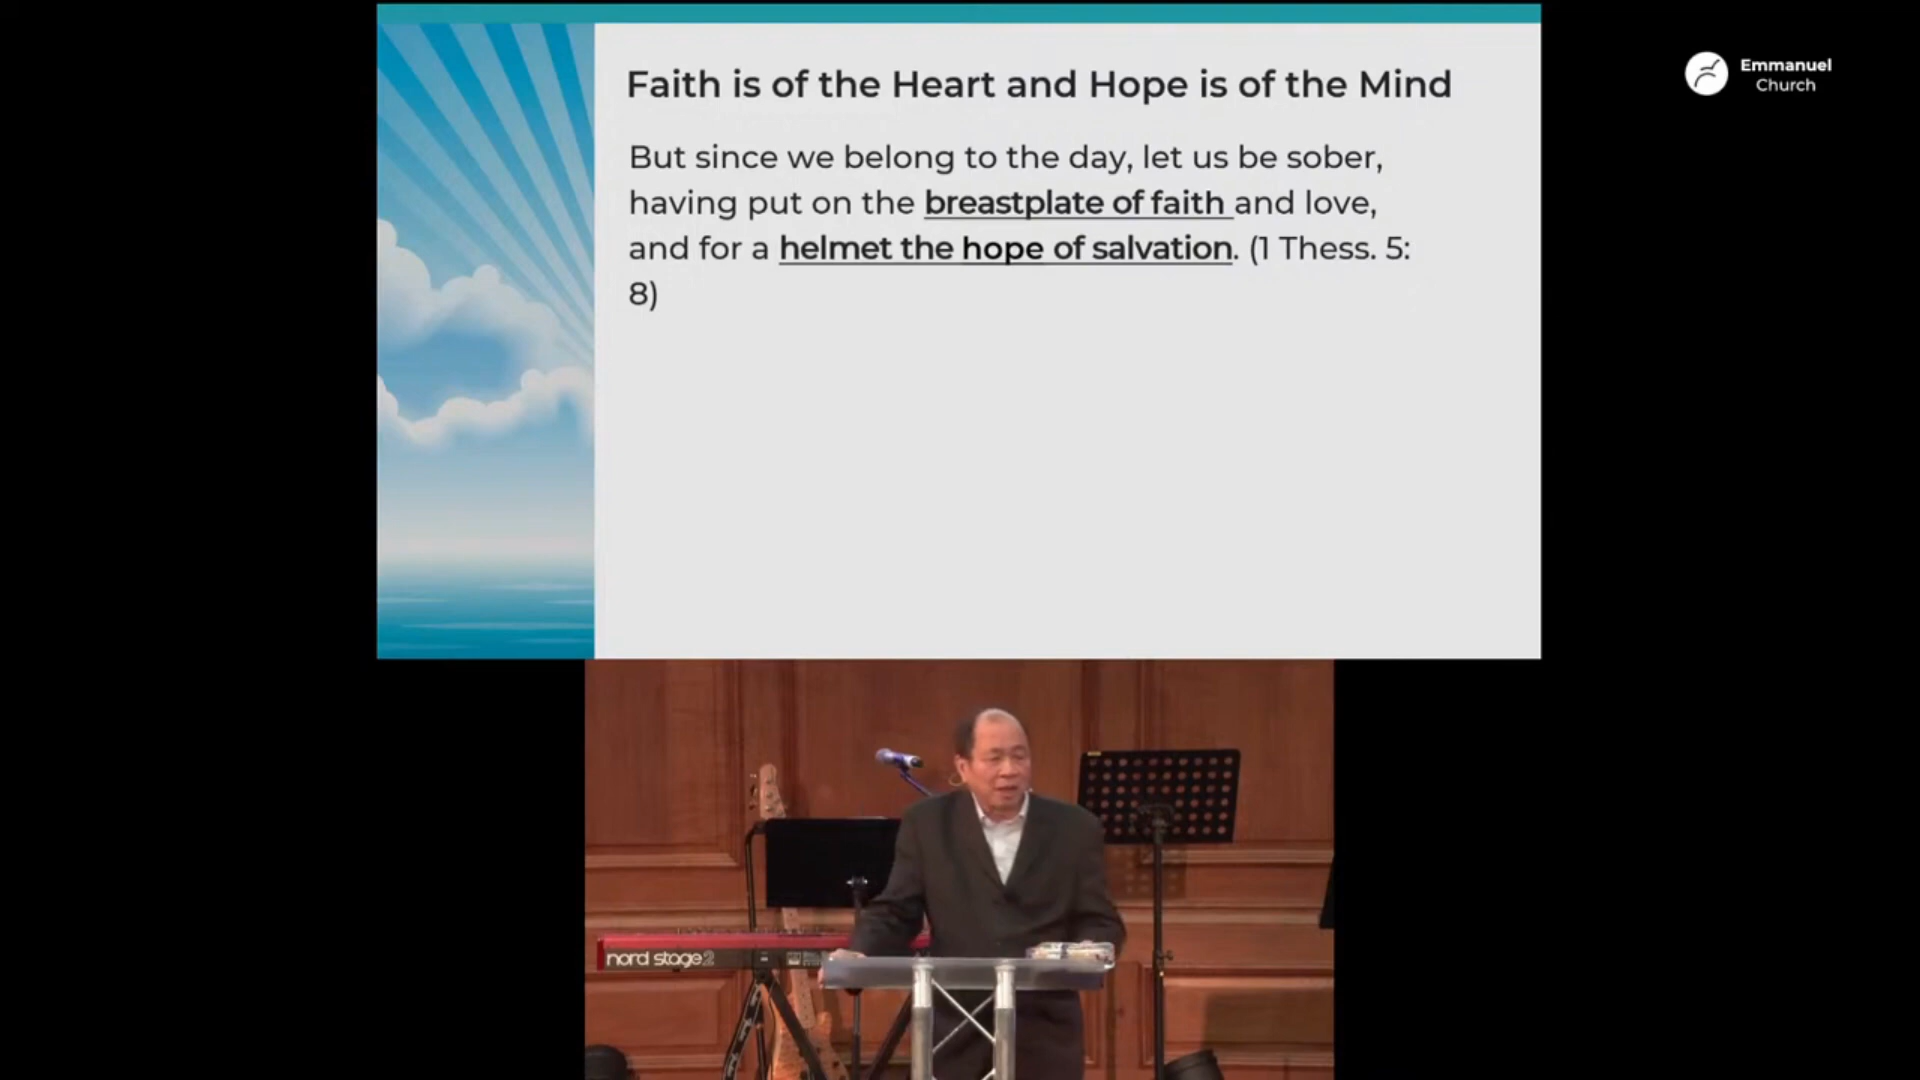 Faith is of the Heart and Hope is of the Mind
But since we belong to the day, let us be sober,
having put on the breastplate of faith and love,
and for a helmet the hope of salvation. (1 Thess. 5:
8)
Emmanuel
Church
nord stage2